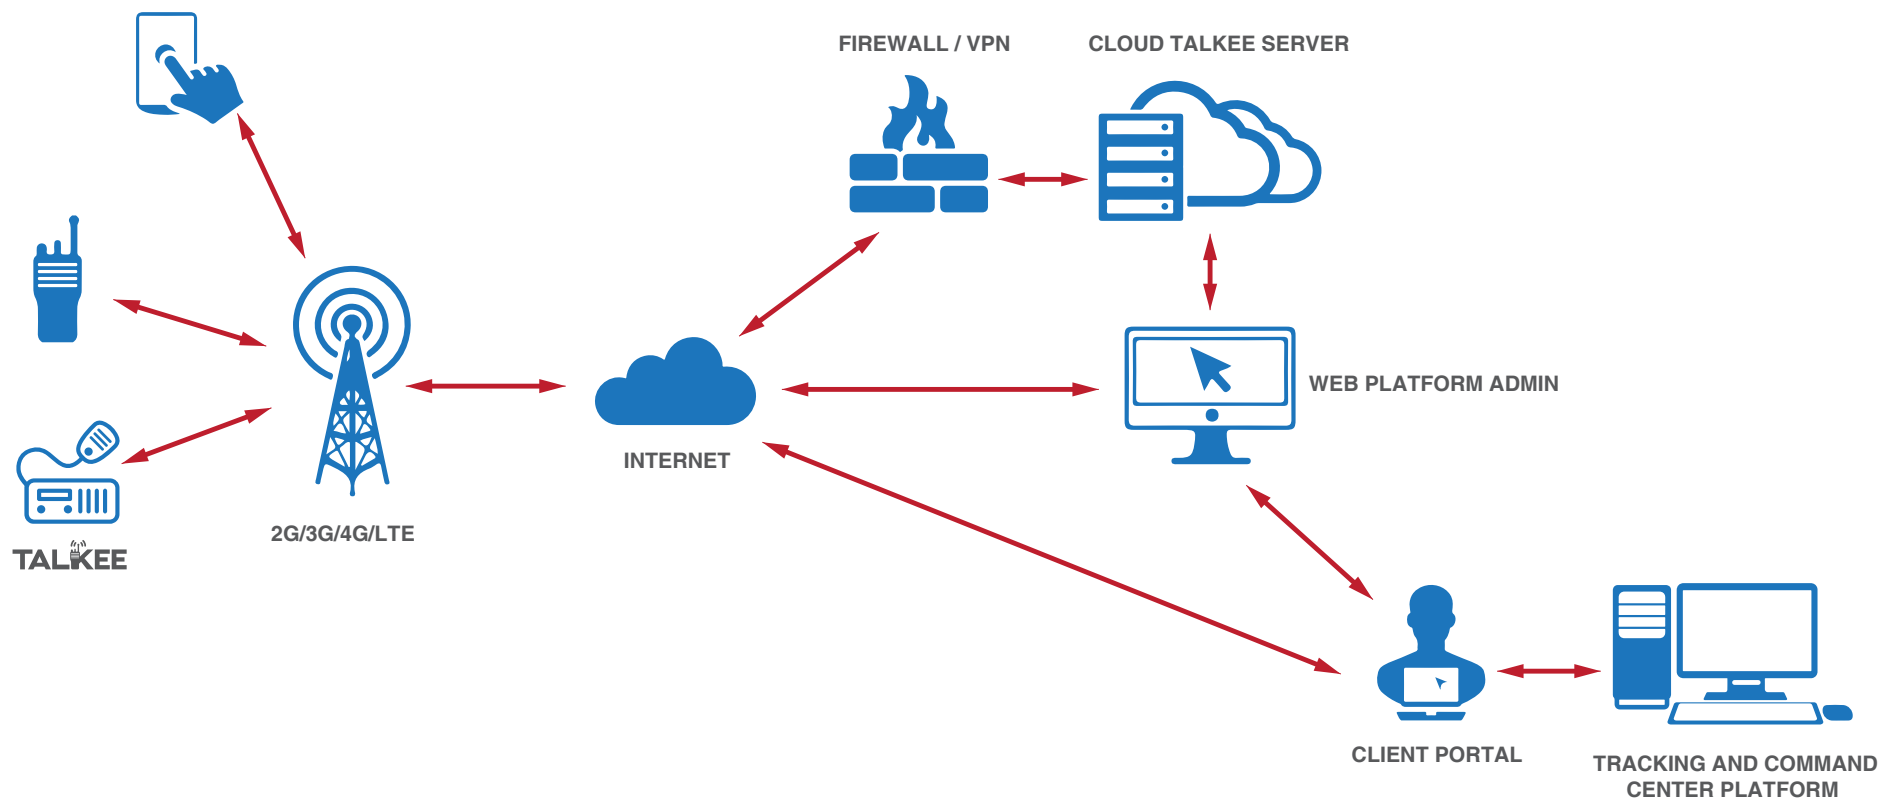 FIREWALL / VPN
CLOUD TALKEE SERVER
WEB PLATFORM ADMIN
INTERNET
2G/3G/4G/LTE
TALKEE
CLIENT PORTAL
TRACKING AND COMMAND
CENTER PLATFORM